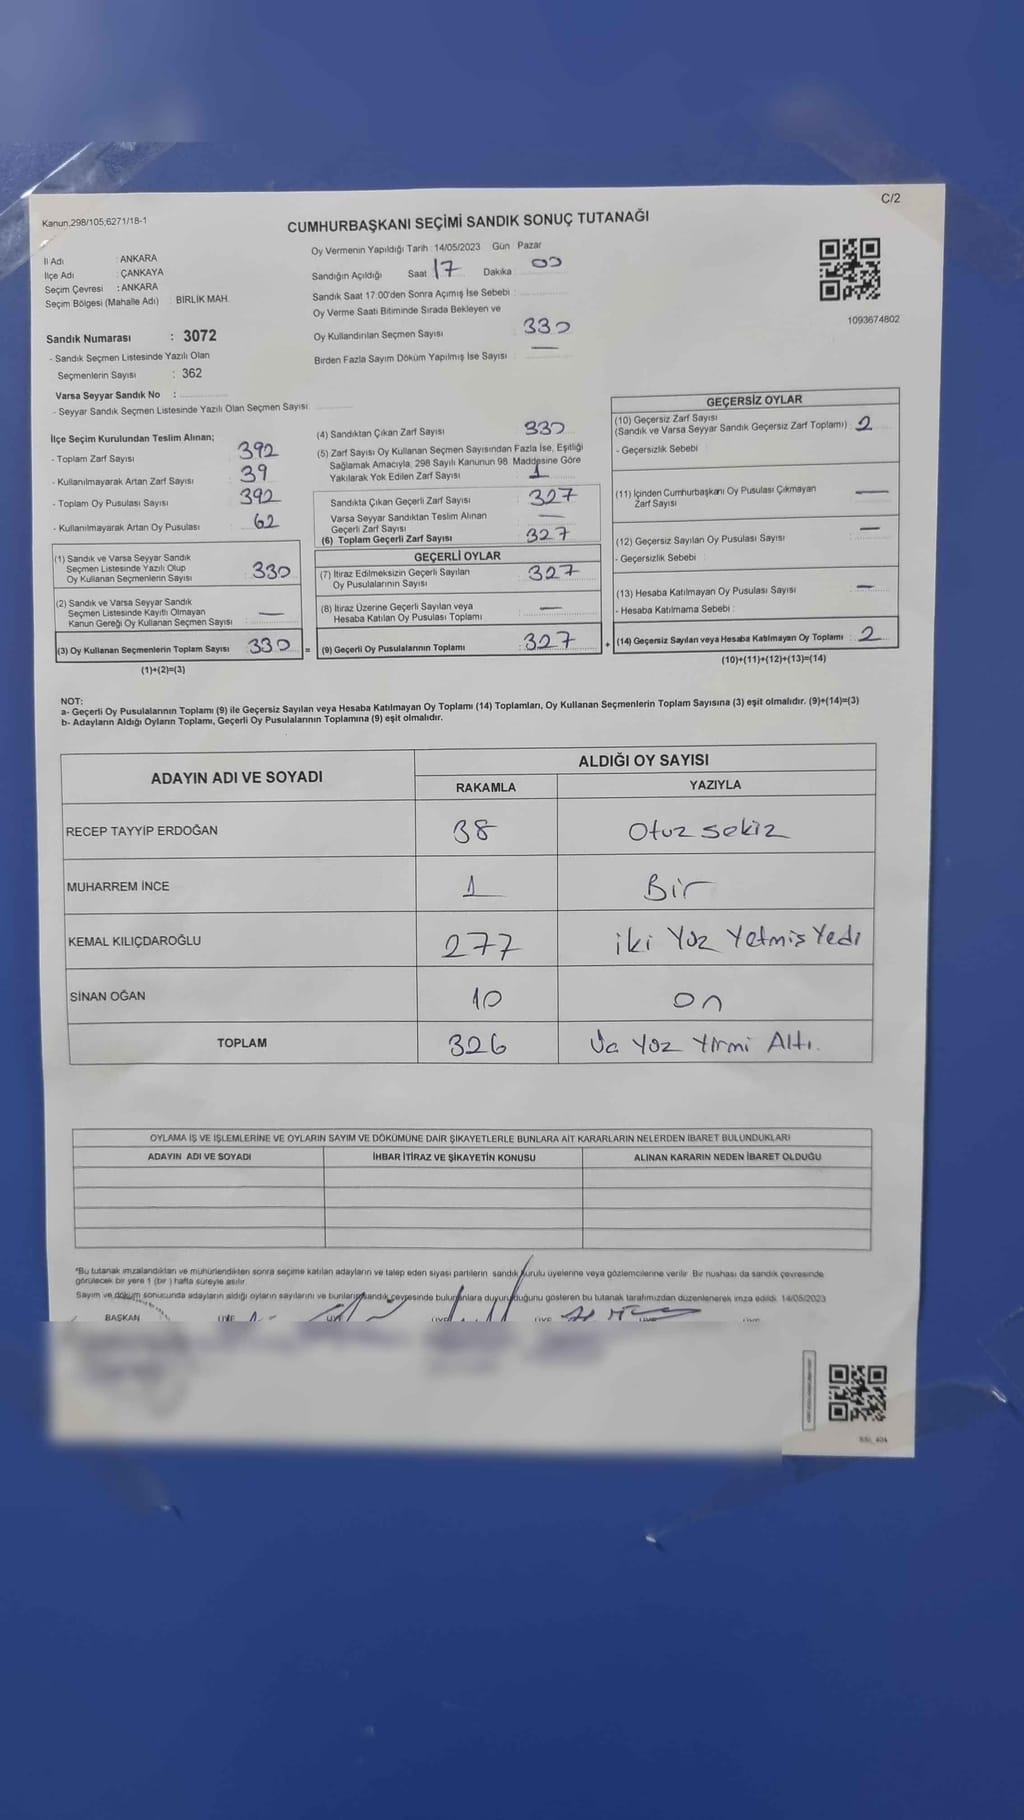 C/2
Kanun,298/105;6271/18-1
CUMHURBAŞKANI SEÇİMİ SANDIK SONUÇ TUTANAĞI
İl Adı : ANKARA
İlçe Adı : ÇANKAYA
Seçim Çevresi : ANKARA
Seçim Bölgesi (Mahalle Adı) : BİRLİK MAH.
Sandık Numarası : 3072
- Sandık Seçmen Listesinde Yazılı Olan
Seçmenlerin Sayısı : 362
Varsa Seyyar Sandık No :
- Seyyar Sandık Seçmen Listesinde Yazılı Olan Seçmen Sayısı:
Oy Vermenin Yapıldığı Tarih : 14/05/2023 Gün : Pazar
Sandığın Açıldığı Saat 17 Dakika 00
Sandık Saat 17:00'den Sonra Açımış İse Sebebi :
Oy Verme Saati Bitiminde Sırada Bekleyen ve
Oy Kullandırılan Seçmen Sayısı : 330
Birden Fazla Sayım Döküm Yapılmış İse Sayısı : —
1093674802
İlçe Seçim Kurulundan Teslim Alınan;
- Toplam Zarf Sayısı 392
- Kullanılmayarak Artan Zarf Sayısı 39
- Toplam Oy Pusulası Sayısı 392
- Kullanılmayarak Artan Oy Pusulası 62
(1) Sandık ve Varsa Seyyar Sandık
Seçmen Listesinde Yazılı Olup
Oy Kullanan Seçmenlerin Sayısı 330
(2) Sandık ve Varsa Seyyar Sandık
Seçmen Listesinde Kayıtlı Olmayan
Kanun Gereği Oy Kullanan Seçmen Sayısı : —
(3) Oy Kullanan Seçmenlerin Toplam Sayısı 330 =
(1)+(2)=(3)
(4) Sandıktan Çıkan Zarf Sayısı 330
(5) Zarf Sayısı Oy Kullanan Seçmen Sayısından Fazla İse, Eşitliği
Sağlamak Amacıyla, 298 Sayılı Kanunun 98. Maddesine Göre
Yakılarak Yok Edilen Zarf Sayısı 1
Sandıkta Çıkan Geçerli Zarf Sayısı 327
Varsa Seyyar Sandıktan Teslim Alınan
Geçerli Zarf Sayısı —
(6) Toplam Geçerli Zarf Sayısı 327
GEÇERLİ OYLAR
(7) İtiraz Edilmeksizin Geçerli Sayılan
Oy Pusulalarının Sayısı 327
(8) İtiraz Üzerine Geçerli Sayılan veya
Hesaba Katılan Oy Pusulası Toplamı —
(9) Geçerli Oy Pusulalarının Toplamı : 327 +
GEÇERSİZ OYLAR
(10) Geçersiz Zarf Sayısı
(Sandık ve Varsa Seyyar Sandık Geçersiz Zarf Toplamı) : 2
- Geçersizlik Sebebi
(11) İçinden Cumhurbaşkanı Oy Pusulası Çıkmayan
Zarf Sayısı —
(12) Geçersiz Sayılan Oy Pusulası Sayısı —
- Geçersizlik Sebebi :
(13) Hesaba Katılmayan Oy Pusulası Sayısı —
- Hesaba Katılmama Sebebi :
(14) Geçersiz Sayılan veya Hesaba Katılmayan Oy Toplamı : 2
(10)+(11)+(12)+(13)=(14)
NOT:
a- Geçerli Oy Pusulalarının Toplamı (9) ile Geçersiz Sayılan veya Hesaba Katılmayan Oy Toplamı (14) Toplamları, Oy Kullanan Seçmenlerin Toplam Sayısına (3) eşit olmalıdır. (9)+(14)=(3)
b- Adayların Aldığı Oyların Toplamı, Geçerli Oy Pusulalarının Toplamına (9) eşit olmalıdır.
ADAYIN ADI VE SOYADI ALDIĞI OY SAYISI
RAKAMLA YAZIYLA
RECEP TAYYİP ERDOĞAN 38 Otuz sekiz
MUHARREM İNCE 1 Bir
KEMAL KILIÇDAROĞLU 277 iki Yüz Yetmiş Yedi
SİNAN OĞAN 10 on
TOPLAM 326 Üç Yüz Yirmi Altı.
OYLAMA İŞ VE İŞLEMLERİNE VE OYLARIN SAYIM VE DÖKÜMÜNE DAİR ŞİKAYETLERLE BUNLARA AİT KARARLARIN NELERDEN İBARET BULUNDUKLARI
ADAYIN ADI VE SOYADI İHBAR İTİRAZ VE ŞİKAYETİN KONUSU ALINAN KARARIN NEDEN İBARET OLDUĞU
*Bu tutanak imzalandıktan ve mühürlendikten sonra seçime katılan adayların ve talep eden siyasi partilerin sandık kurulu üyelerine veya gözlemcilerine verilir. Bir nüshası da sandık çevresinde
görülecek bir yere 1 (bir ) hafta süreyle asılır.
Sayım ve döküm sonucunda adayların aldığı oyların sayılarını ve bunların sandık çevresinde bulunanlara duyurulduğunu gösteren bu tutanak tarafımızdan düzenlenerek imza edildi. 14/05/2023
BAŞKAN